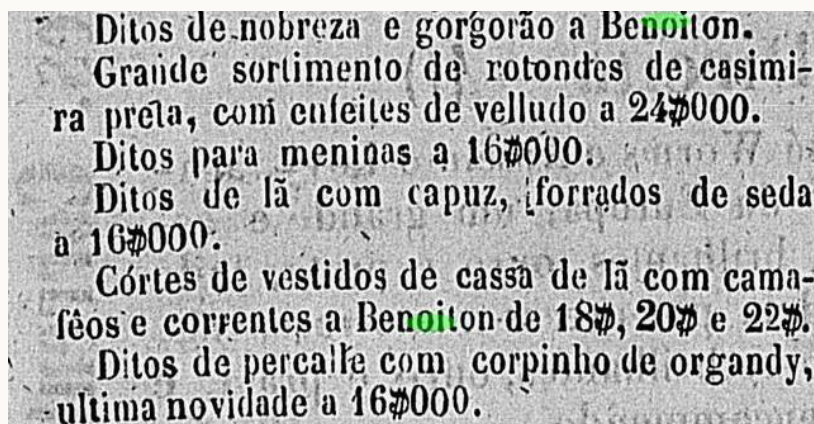 Ditos de nobreza e gorgorão a Benoiton.
Grande sortimento de rotondes de casimi-
ra preta, com enfeites de velludo a 24$000.
Ditos para meninas a 16$000.
Ditos de lã com capuz, forrados de seda
a 16$000.
Córtes de vestidos de cassa de lã com cama-
fêos e correntes a Benoiton de 18$, 20$ e 22$.
Ditos de percalle com corpinho de organdy,
ultima novidade a 16$000.